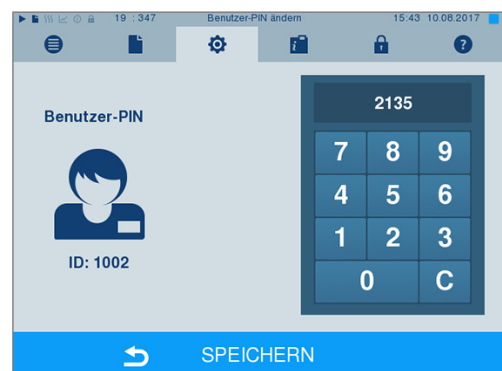 19 : 347 Benutzer-PIN ändern 15:43 10.08.2017
i ?
Benutzer-PIN
2135
7 8 9
4 5 6
1 2 3
0 C
ID: 1002
SPEICHERN